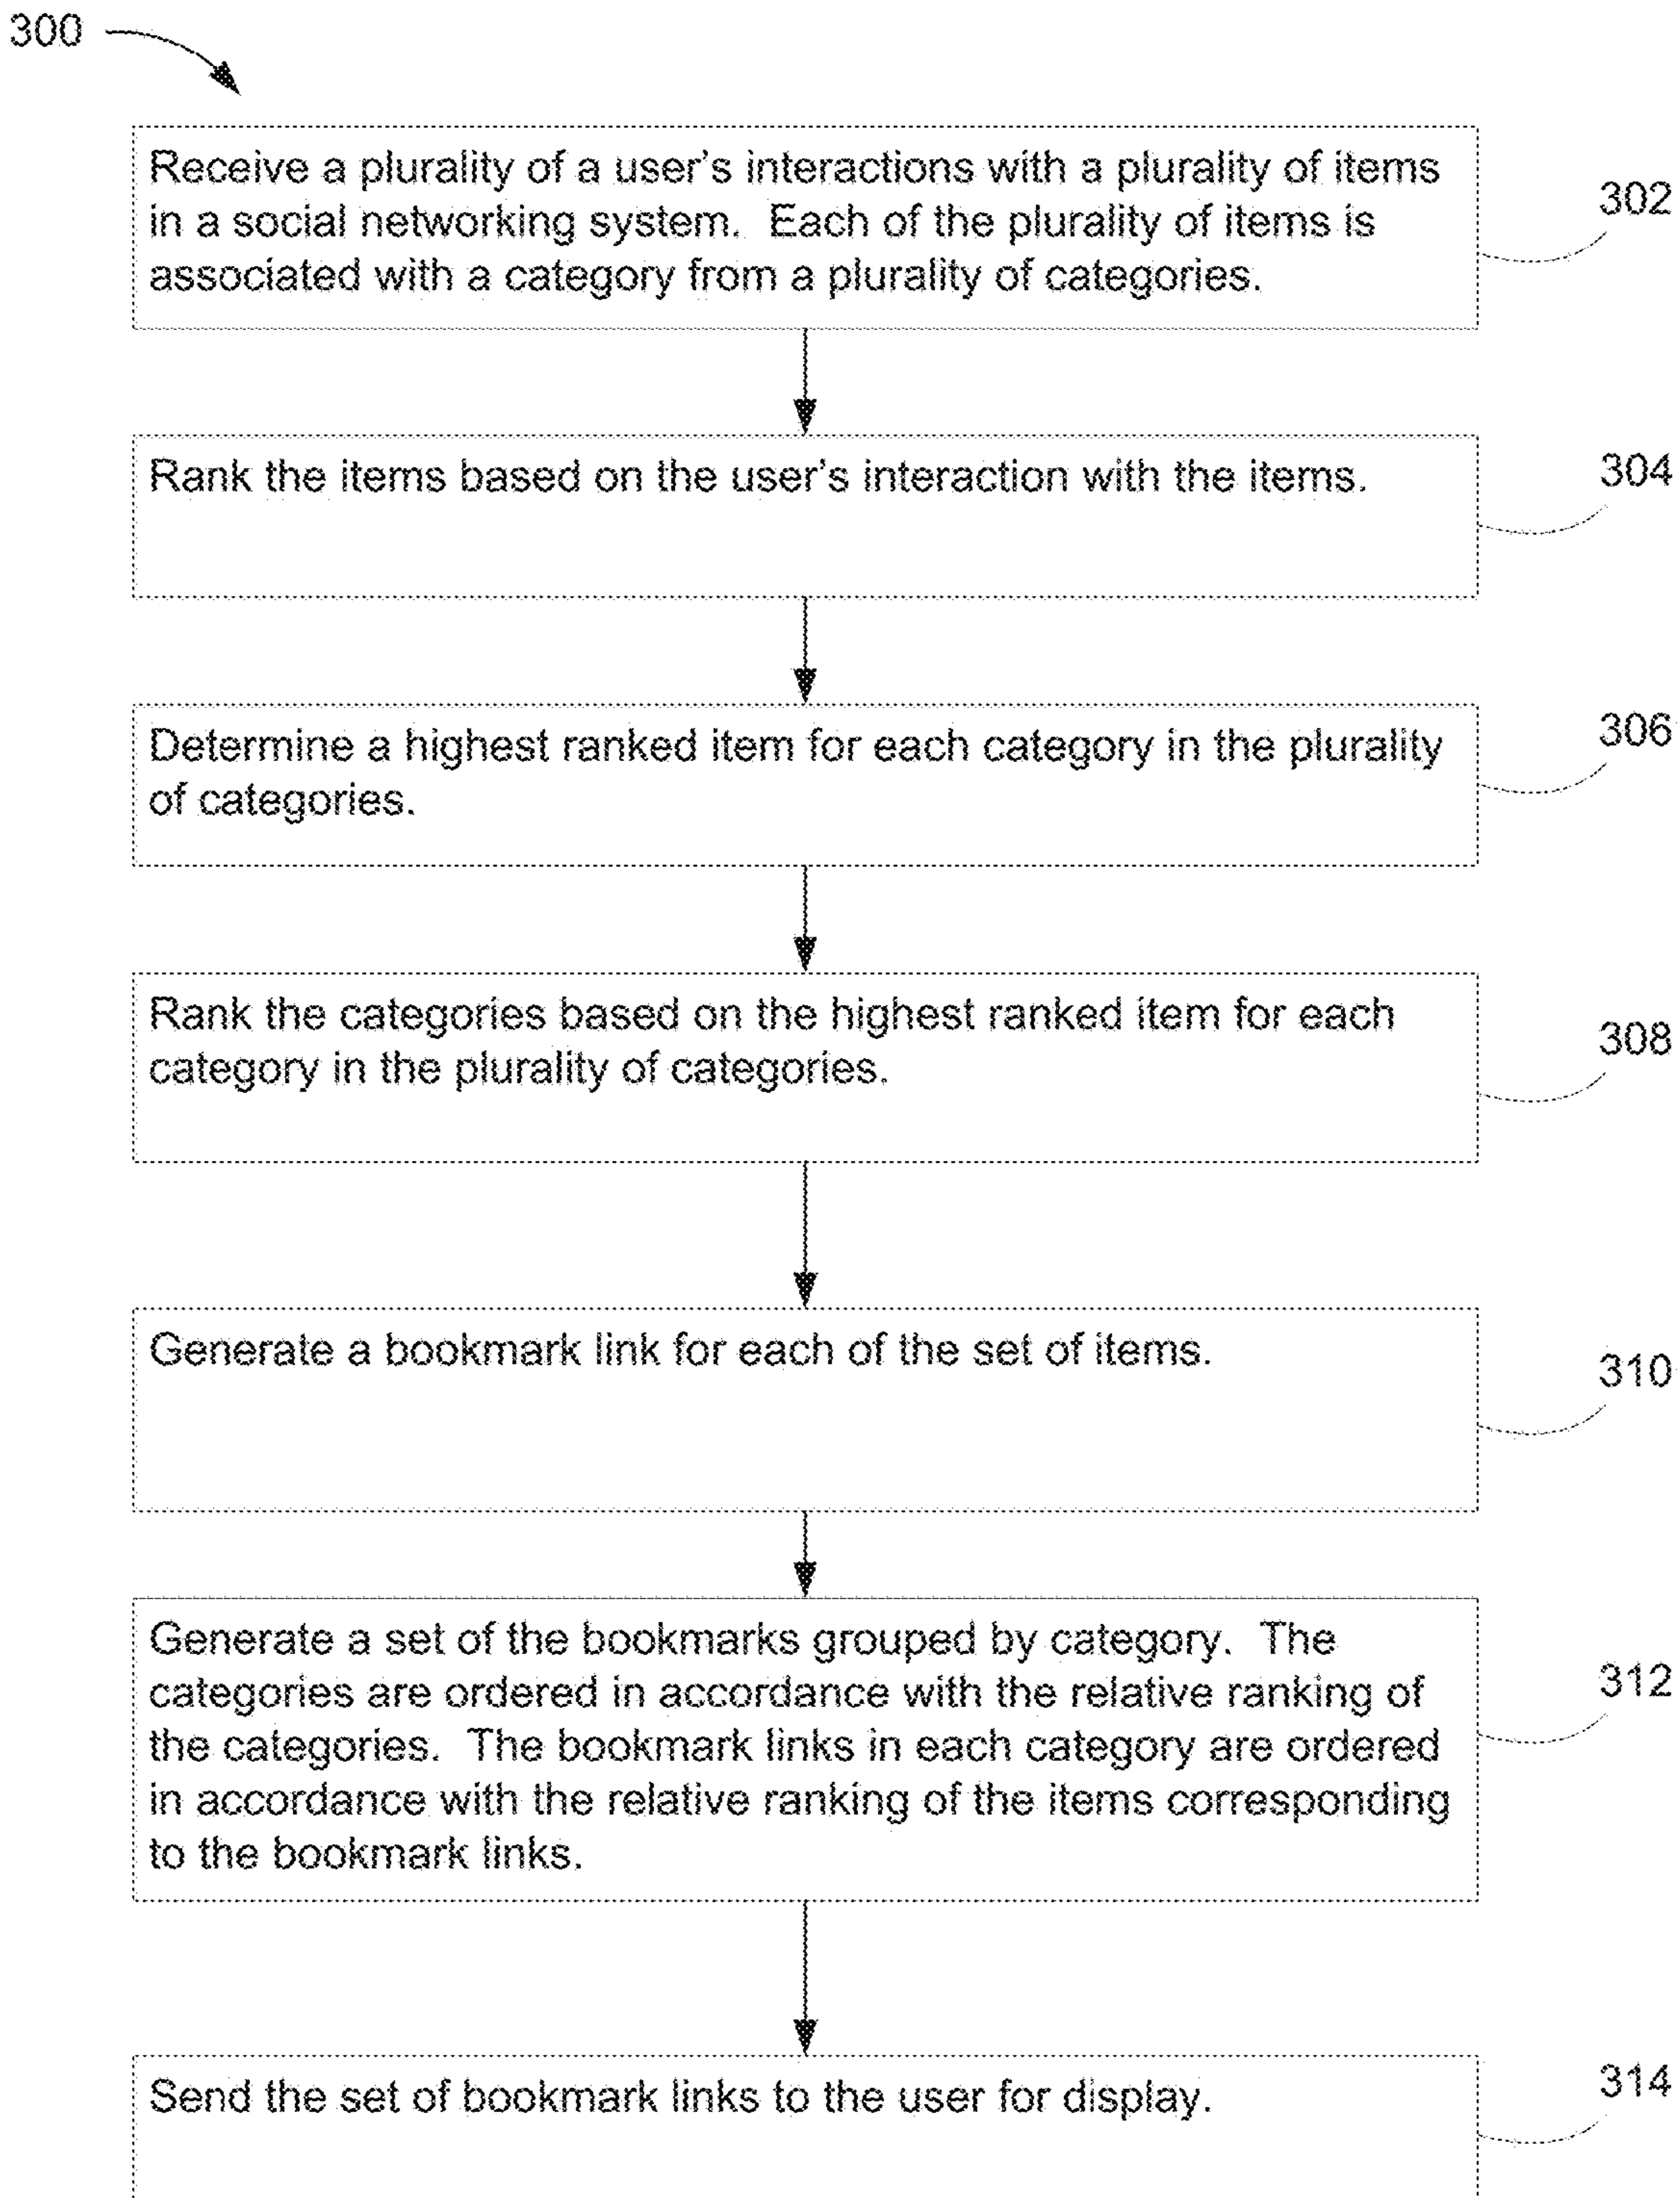 300
Receive a plurality of a user's interactions with a plurality of items
in a social networking system.  Each of the plurality of items is
associated with a category from a plurality of categories.
302
Rank the items based on the user's interaction with the items.
304
Determine a highest ranked item for each category in the plurality
of categories.
306
Rank the categories based on the highest ranked item for each
category in the plurality of categories.
308
Generate a bookmark link for each of the set of items.
310
Generate a set of the bookmarks grouped by category.  The
categories are ordered in accordance with the relative ranking of
the categories.  The bookmark links in each category are ordered
in accordance with the relative ranking of the items corresponding
to the bookmark links.
312
Send the set of bookmark links to the user for display.
314